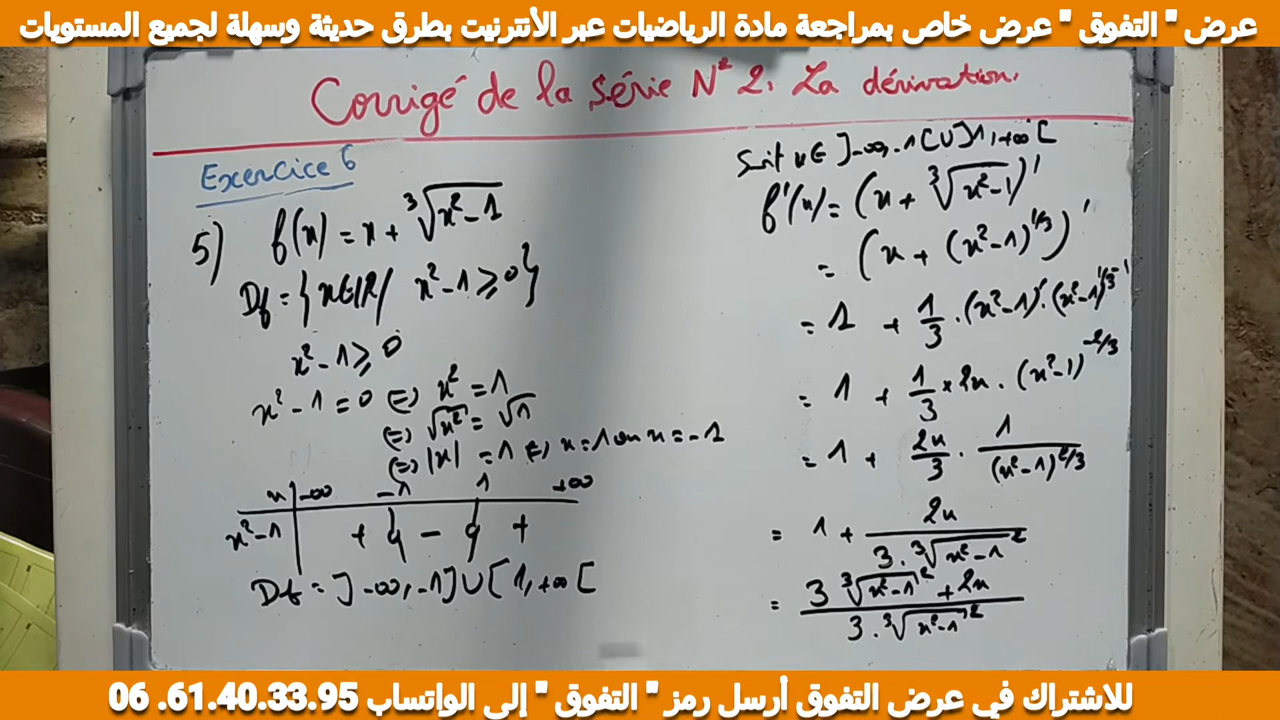 عرض " التفوق " عرض خاص بمراجعة مادة الرياضيات عبر الأنترنيت بطرق حديثة وسهلة لجميع المستويات
Corrigé de la série N° 2. La dérivation.
Exercice 6
5) f(x) = x + ∛(x²-1)
Df = {x∈IR/ x²-1 ≥ 0}
x²-1 ≥ 0
x²-1 = 0 (=) x² = 1
(=) √x² = √1
(=) |x| = 1 (=) x = 1 ou x = -1
x -∞ -1 1 +∞
x²-1 + 0 - 0 +
Df = ]-∞, -1] U [1, +∞[
Soit x ∈ ]-∞, -1[ U ]1, +∞[
f'(x) = (x + ∛(x²-1))'
= (x + (x²-1)^1/3)'
= 1 + 1/3 . (x²-1)' . (x²-1)^1/3-1
= 1 + 1/3 × 2x . (x²-1)^-2/3
= 1 + 2x/3 . 1/(x²-1)^2/3
= 1 + 2x/(3.∛(x²-1)²)
= (3 ∛(x²-1)² + 2x)/(3.∛(x²-1)²)
للاشتراك في عرض التفوق أرسل رمز " التفوق " إلى الواتساب 06.61.40.33.95